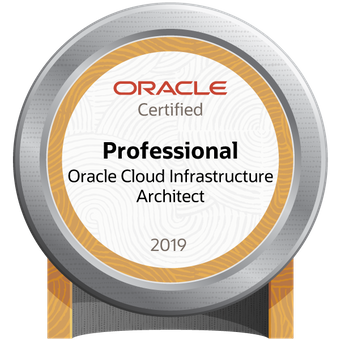 ORACLE
Certified
Professional
Oracle Cloud Infrastructure
Architect
2019